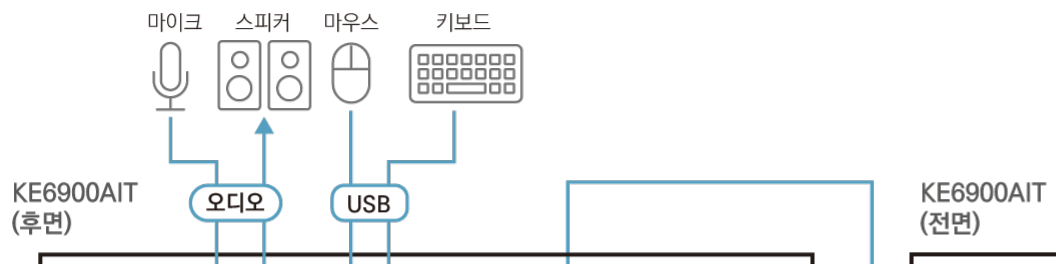 마이크
스피커
마우스
키보드
KE6900AIT
(후면)
오디오
USB
KE6900AIT
(전면)